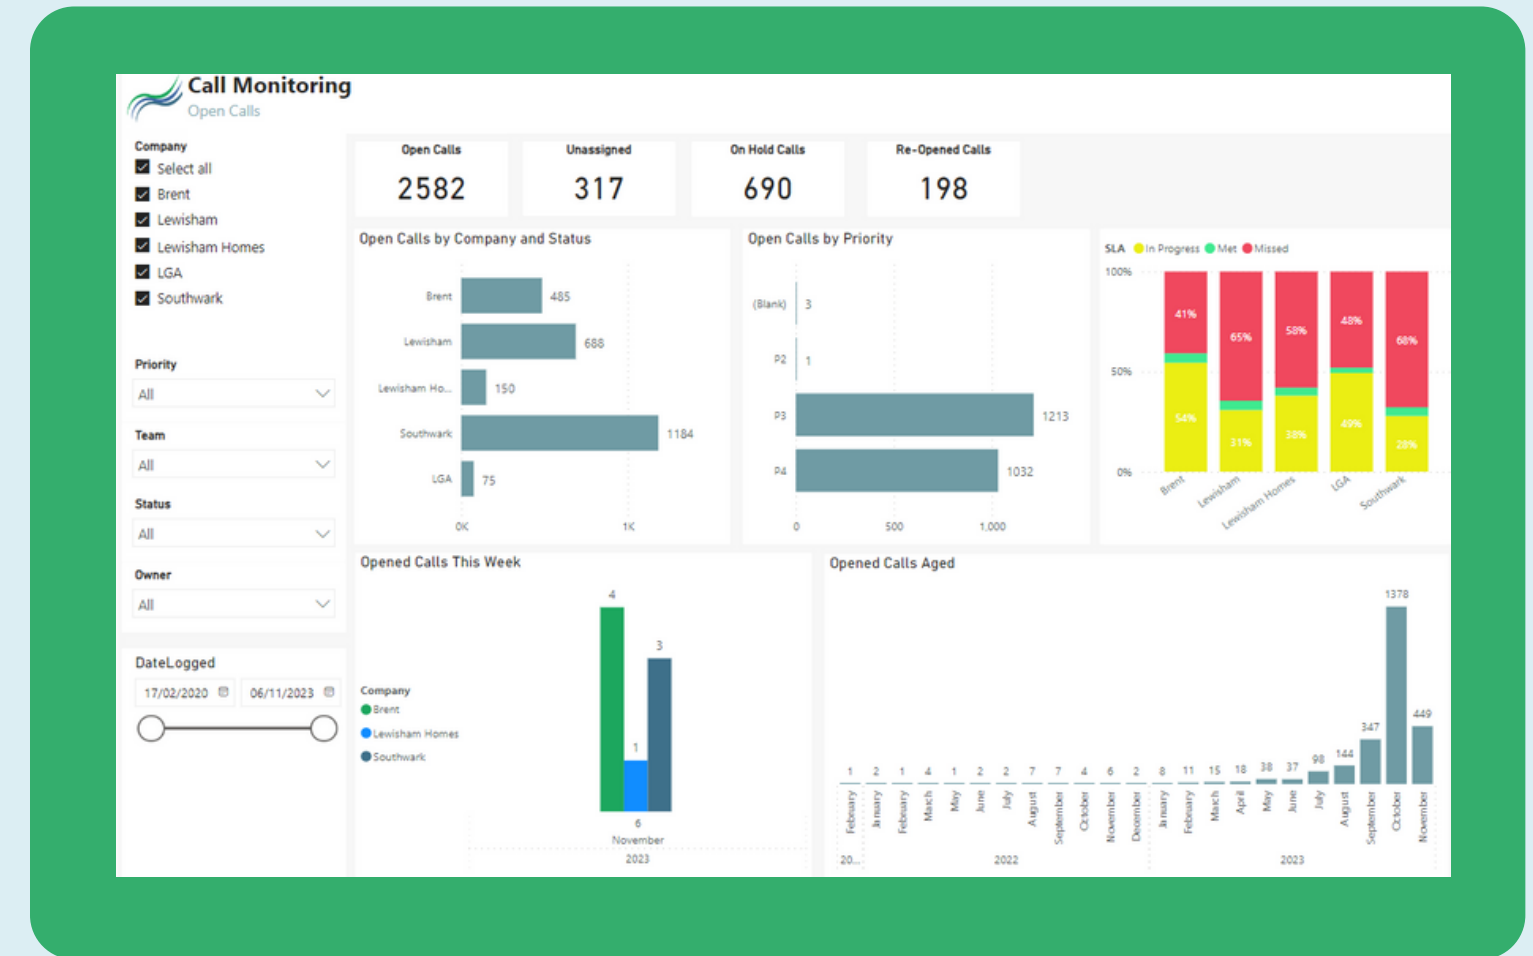 Call Monitoring
Open Calls
Company
Select all
Brent
Lewisham
Lewisham Homes
LGA
Southwark
Priority
All
Team
All
Status
All
Owner
All
DateLogged
17/02/2020 06/11/2023
Open Calls
2582
Unassigned
317
On Hold Calls
690
Re-Opened Calls
198
Open Calls by Company and Status
Brent 485
Lewisham 688
Lewisham Ho... 150
Southwark 1184
LGA 75
0K 1K
Open Calls by Priority
(Blank) 3
P2 1
P3 1213
P4 1032
0 500 1,000
SLA In Progress Met Missed
100%
50%
0%
41% 65% 58% 48% 68%
54% 31% 38% 49% 28%
Brent Lewisham Lewisham Homes LGA Southwark
Opened Calls This Week
Company
Brent
Lewisham Homes
Southwark
4 1 3
6
November
2023
Opened Calls Aged
1 2 1 4 1 2 2 7 7 4 6 2 8 11 15 18 38 37 98 144 347 1378 449
February January February March May June July August September October November December January February March April May June July August September October November
20... 2022 2023